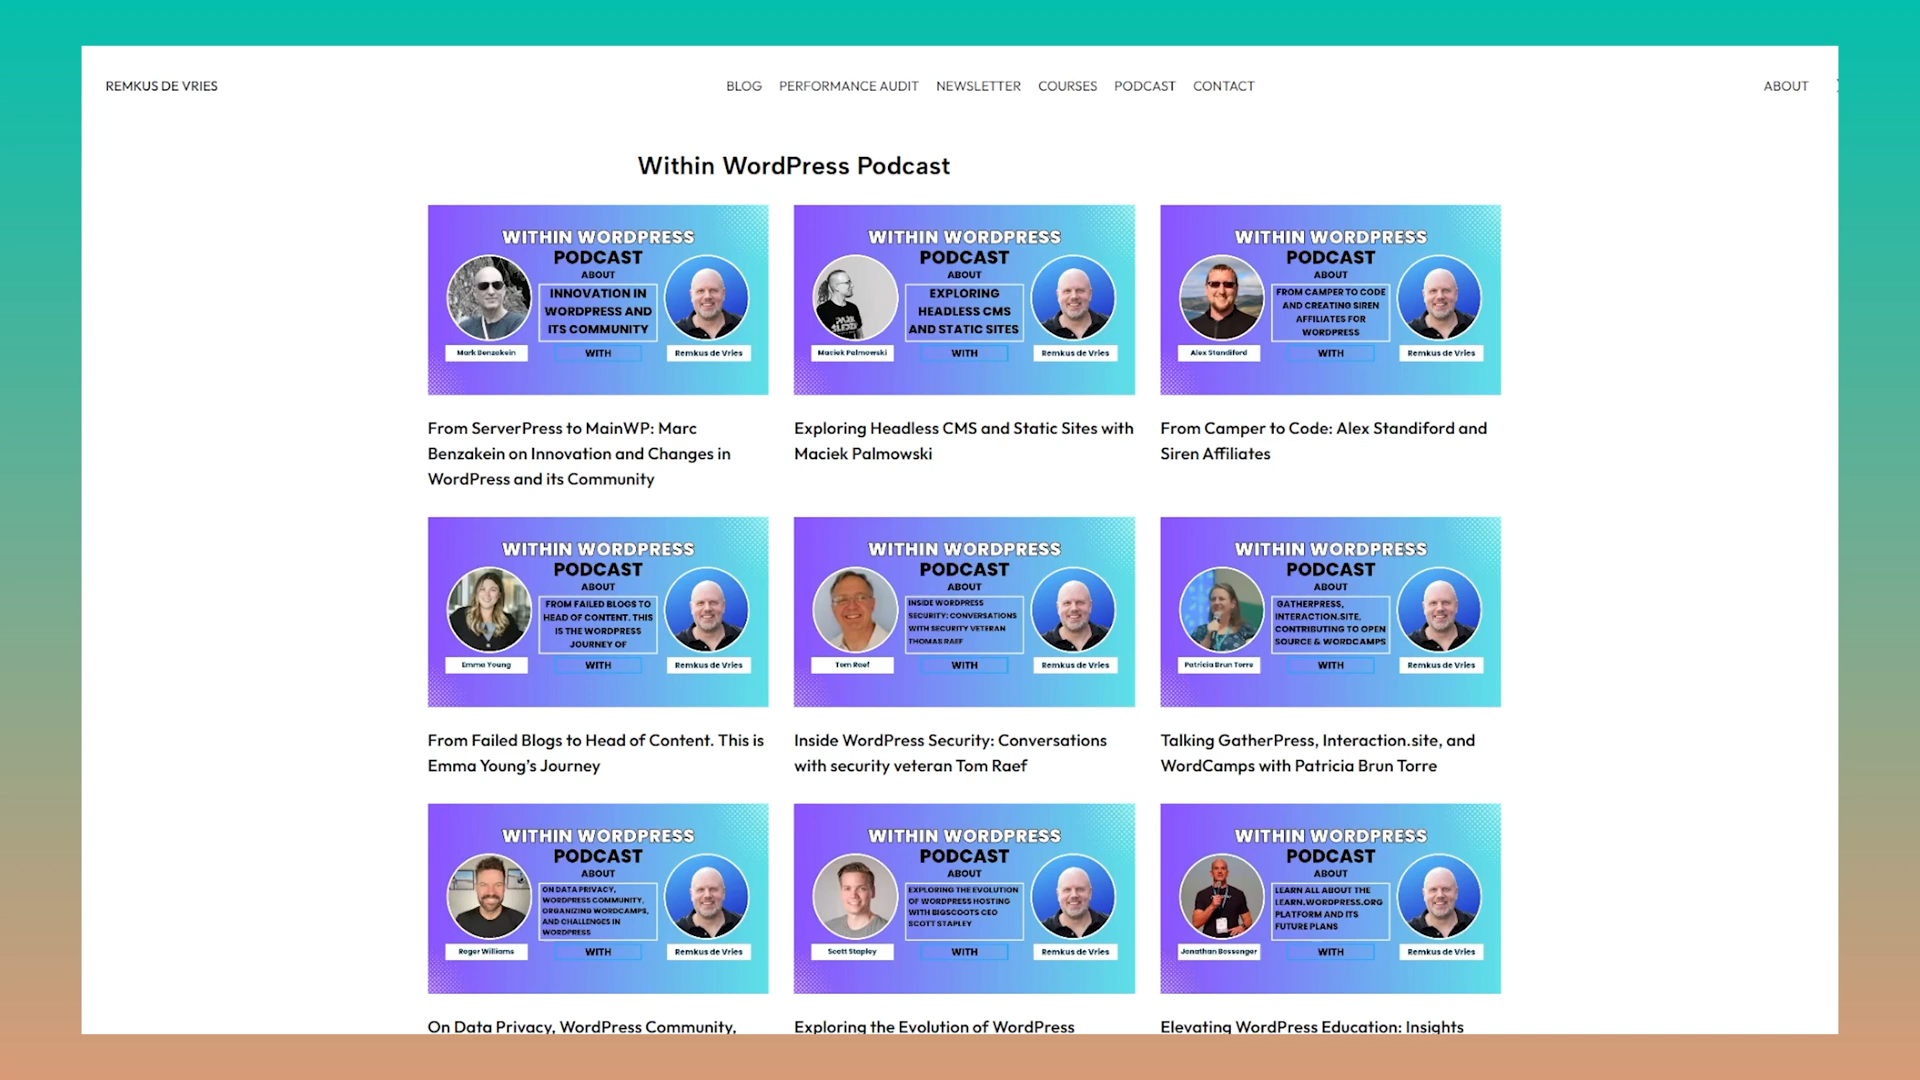 REMKUS DE VRIES
BLOG PERFORMANCE AUDIT NEWSLETTER COURSES PODCAST CONTACT
ABOUT
Within WordPress Podcast
WITHIN WORDPRESS
PODCAST
ABOUT
INNOVATION IN
WORDPRESS AND
ITS COMMUNITY
Mark Benzakein
WITH
Remkus de Vries
WITHIN WORDPRESS
PODCAST
ABOUT
EXPLORING
HEADLESS CMS
AND STATIC SITES
Maciek Palmowski
WITH
Remkus de Vries
WITHIN WORDPRESS
PODCAST
ABOUT
FROM CAMPER TO CODE
AND CREATING SIREN
AFFILIATES FOR
WORDPRESS
Alex Standiford
WITH
Remkus de Vries
From ServerPress to MainWP: Marc
Benzakein on Innovation and Changes in
WordPress and its Community
Exploring Headless CMS and Static Sites with
Maciek Palmowski
From Camper to Code: Alex Standiford and
Siren Affiliates
WITHIN WORDPRESS
PODCAST
ABOUT
FROM FAILED BLOGS TO
HEAD OF CONTENT. THIS
IS THE WORDPRESS
JOURNEY OF
Emma Young
WITH
Remkus de Vries
WITHIN WORDPRESS
PODCAST
ABOUT
INSIDE WORDPRESS
SECURITY: CONVERSATIONS
WITH SECURITY VETERAN
THOMAS RAEF
Tom Raef
WITH
Remkus de Vries
WITHIN WORDPRESS
PODCAST
ABOUT
GATHERPRESS,
INTERACTION.SITE,
CONTRIBUTING TO OPEN
SOURCE & WORDCAMPS
Patricia Brun Torre
WITH
Remkus de Vries
From Failed Blogs to Head of Content. This is
Emma Young’s Journey
Inside WordPress Security: Conversations
with security veteran Tom Raef
Talking GatherPress, Interaction.site, and
WordCamps with Patricia Brun Torre
WITHIN WORDPRESS
PODCAST
ABOUT
ON DATA PRIVACY,
WORDPRESS COMMUNITY,
ORGANIZING WORDCAMPS,
AND CHALLENGES IN
WORDPRESS
Roger Williams
WITH
Remkus de Vries
WITHIN WORDPRESS
PODCAST
ABOUT
EXPLORING THE EVOLUTION
OF WORDPRESS HOSTING
WITH BIGSCOOTS CEO
SCOTT STAPLEY
Scott Stapley
WITH
Remkus de Vries
WITHIN WORDPRESS
PODCAST
ABOUT
LEARN ALL ABOUT THE
LEARN.WORDPRESS.ORG
PLATFORM AND ITS
FUTURE PLANS
Jonathan Bossenger
WITH
Remkus de Vries
On Data Privacy, WordPress Community,
Exploring the Evolution of WordPress
Elevating WordPress Education: Insights